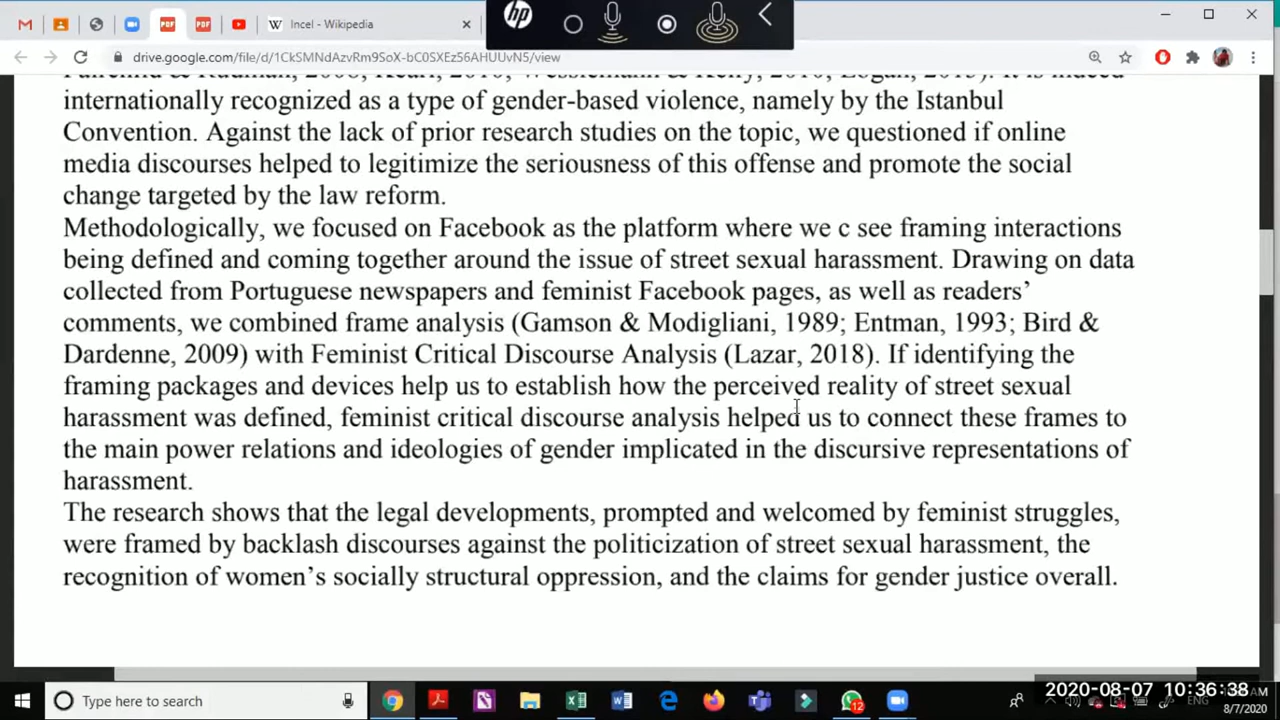 Incel - Wikipedia
drive.google.com/file/d/1CkSMNdAzvRm9SoX-bC0SXEz56AHUUvN5/view
internationally recognized as a type of gender-based violence, namely by the Istanbul
Convention. Against the lack of prior research studies on the topic, we questioned if online
media discourses helped to legitimize the seriousness of this offense and promote the social
change targeted by the law reform.
Methodologically, we focused on Facebook as the platform where we c see framing interactions
being defined and coming together around the issue of street sexual harassment. Drawing on data
collected from Portuguese newspapers and feminist Facebook pages, as well as readers’
comments, we combined frame analysis (Gamson & Modigliani, 1989; Entman, 1993; Bird &
Dardenne, 2009) with Feminist Critical Discourse Analysis (Lazar, 2018). If identifying the
framing packages and devices help us to establish how the perceived reality of street sexual
harassment was defined, feminist critical discourse analysis helped us to connect these frames to
the main power relations and ideologies of gender implicated in the discursive representations of
harassment.
The research shows that the legal developments, prompted and welcomed by feminist struggles,
were framed by backlash discourses against the politicization of street sexual harassment, the
recognition of women’s socially structural oppression, and the claims for gender justice overall.
Type here to search
2020-08-07 10:36:38 AM
8/7/2020